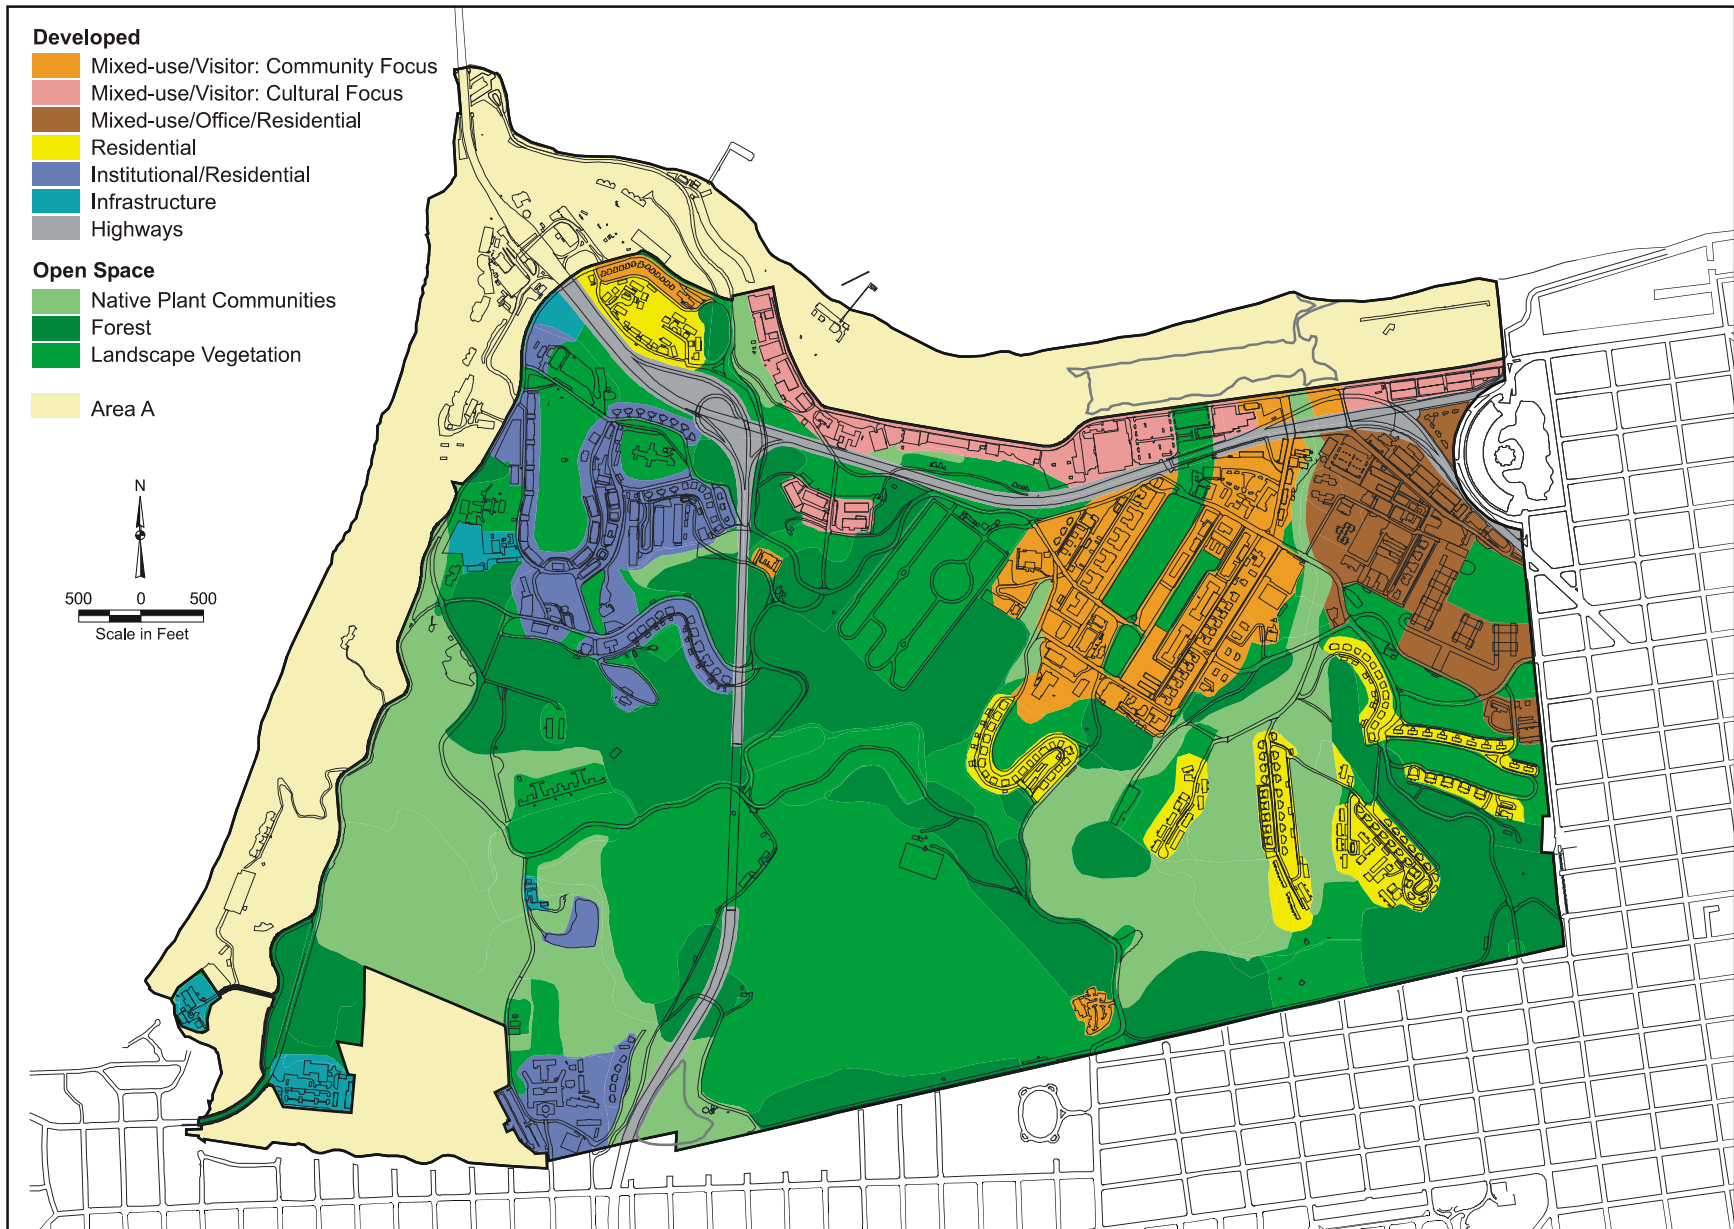 Developed
Mixed-use/Visitor: Community Focus
Mixed-use/Visitor: Cultural Focus
Mixed-use/Office/Residential
Residential
Institutional/Residential
Infrastructure
Highways
Open Space
Native Plant Communities
Forest
Landscape Vegetation
Area A
N
500 0 500
Scale in Feet